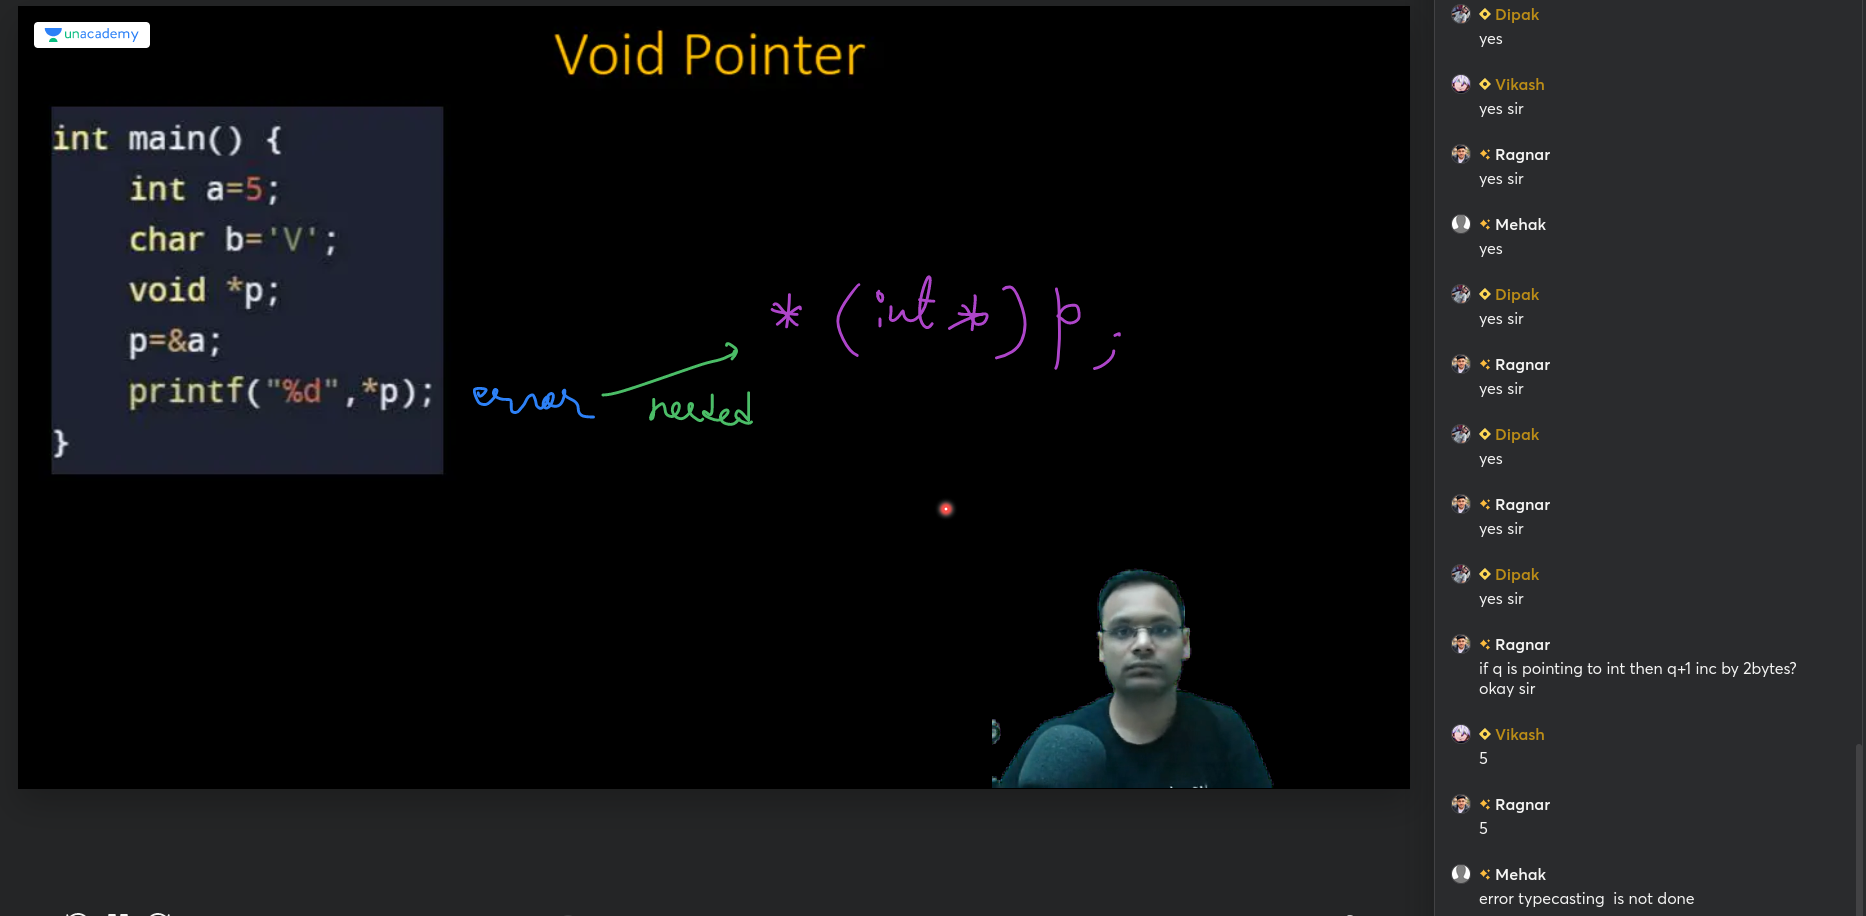 unacademy
Void Pointer
int main() {
int a=5;
char b='V';
void *p;
p=&a;
printf("%d",*p);
}
error
needed
* (int *) p ;
Dipak
yes
Vikash
yes sir
Ragnar
yes sir
Mehak
yes
Dipak
yes sir
Ragnar
yes sir
Dipak
yes
Ragnar
yes sir
Dipak
yes sir
Ragnar
if q is pointing to int then q+1 inc by 2bytes?
okay sir
Vikash
5
Ragnar
5
Mehak
error typecasting is not done